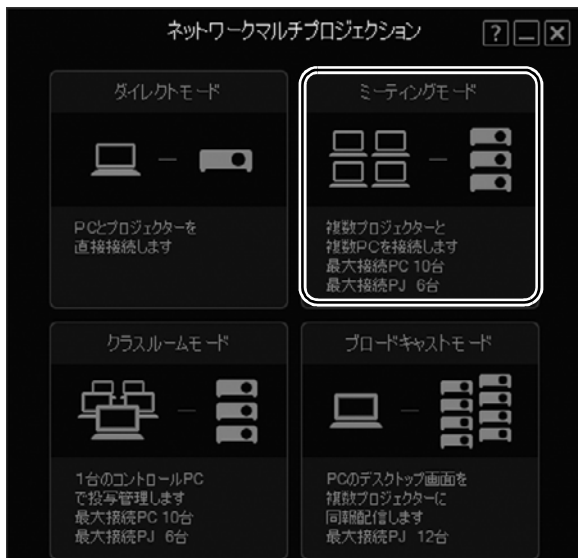 ネットワークマルチプロジェクション
ダイレクトモード
PCとプロジェクターを
直接接続します
ミーティングモード
複数プロジェクターと
複数PCを接続します
最大接続PC 10台
最大接続PJ 6台
クラスルームモード
1台のコントロールPC
で投写管理します
最大接続PC 10台
最大接続PJ 6台
ブロードキャストモード
PCのデスクトップ画面を
複数プロジェクターに
同報配信します
最大接続PJ 12台